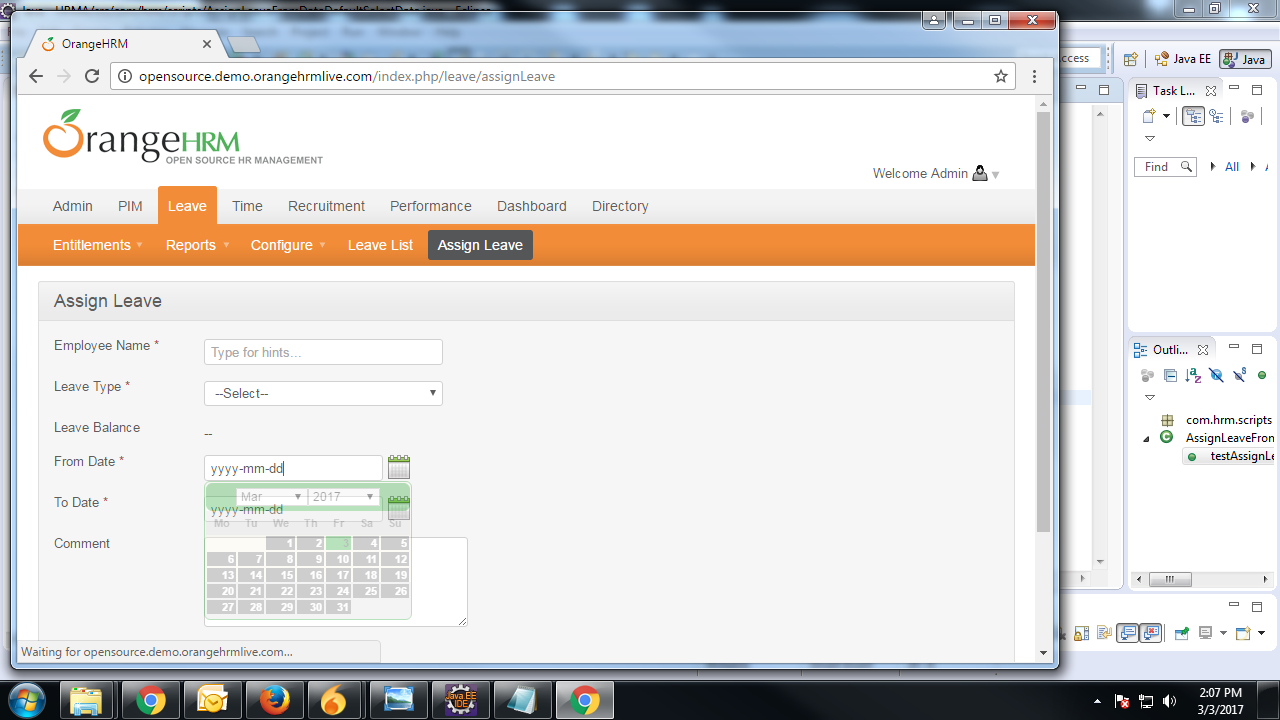 OrangeHRM
opensource.demo.orangehrmlive.com/index.php/leave/assignLeave
OrangeHRM
OPEN SOURCE HR MANAGEMENT
Welcome Admin
Admin PIM Leave Time Recruitment Performance Dashboard Directory
Entitlements Reports Configure Leave List Assign Leave
Assign Leave
Employee Name *
Type for hints...
Leave Type *
--Select--
Leave Balance
--
From Date *
yyyy-mm-dd
To Date *
yyyy-mm-dd
Mar 2017
Mo Tu We Th Fr Sa Su
1 2 3 4 5
6 7 8 9 10 11 12
13 14 15 16 17 18 19
20 21 22 23 24 25 26
27 28 29 30 31
Comment
Waiting for opensource.demo.orangehrmlive.com...
Java EE
Java
Task L...
Find
All
Outli...
com.hrm.scripts
AssignLeaveFron
testAssignLe
Java EE
IDE
2:07 PM
3/3/2017